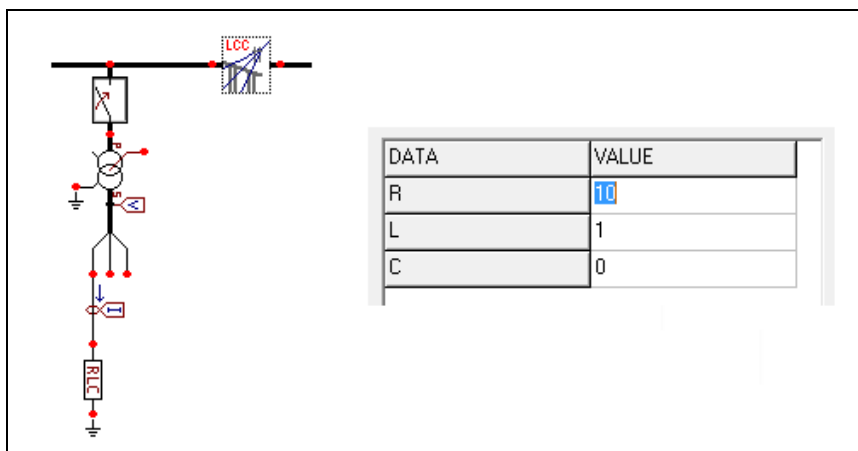 LCC
P
S
V
I
RLC
DATA VALUE
R 10
L 1
C 0